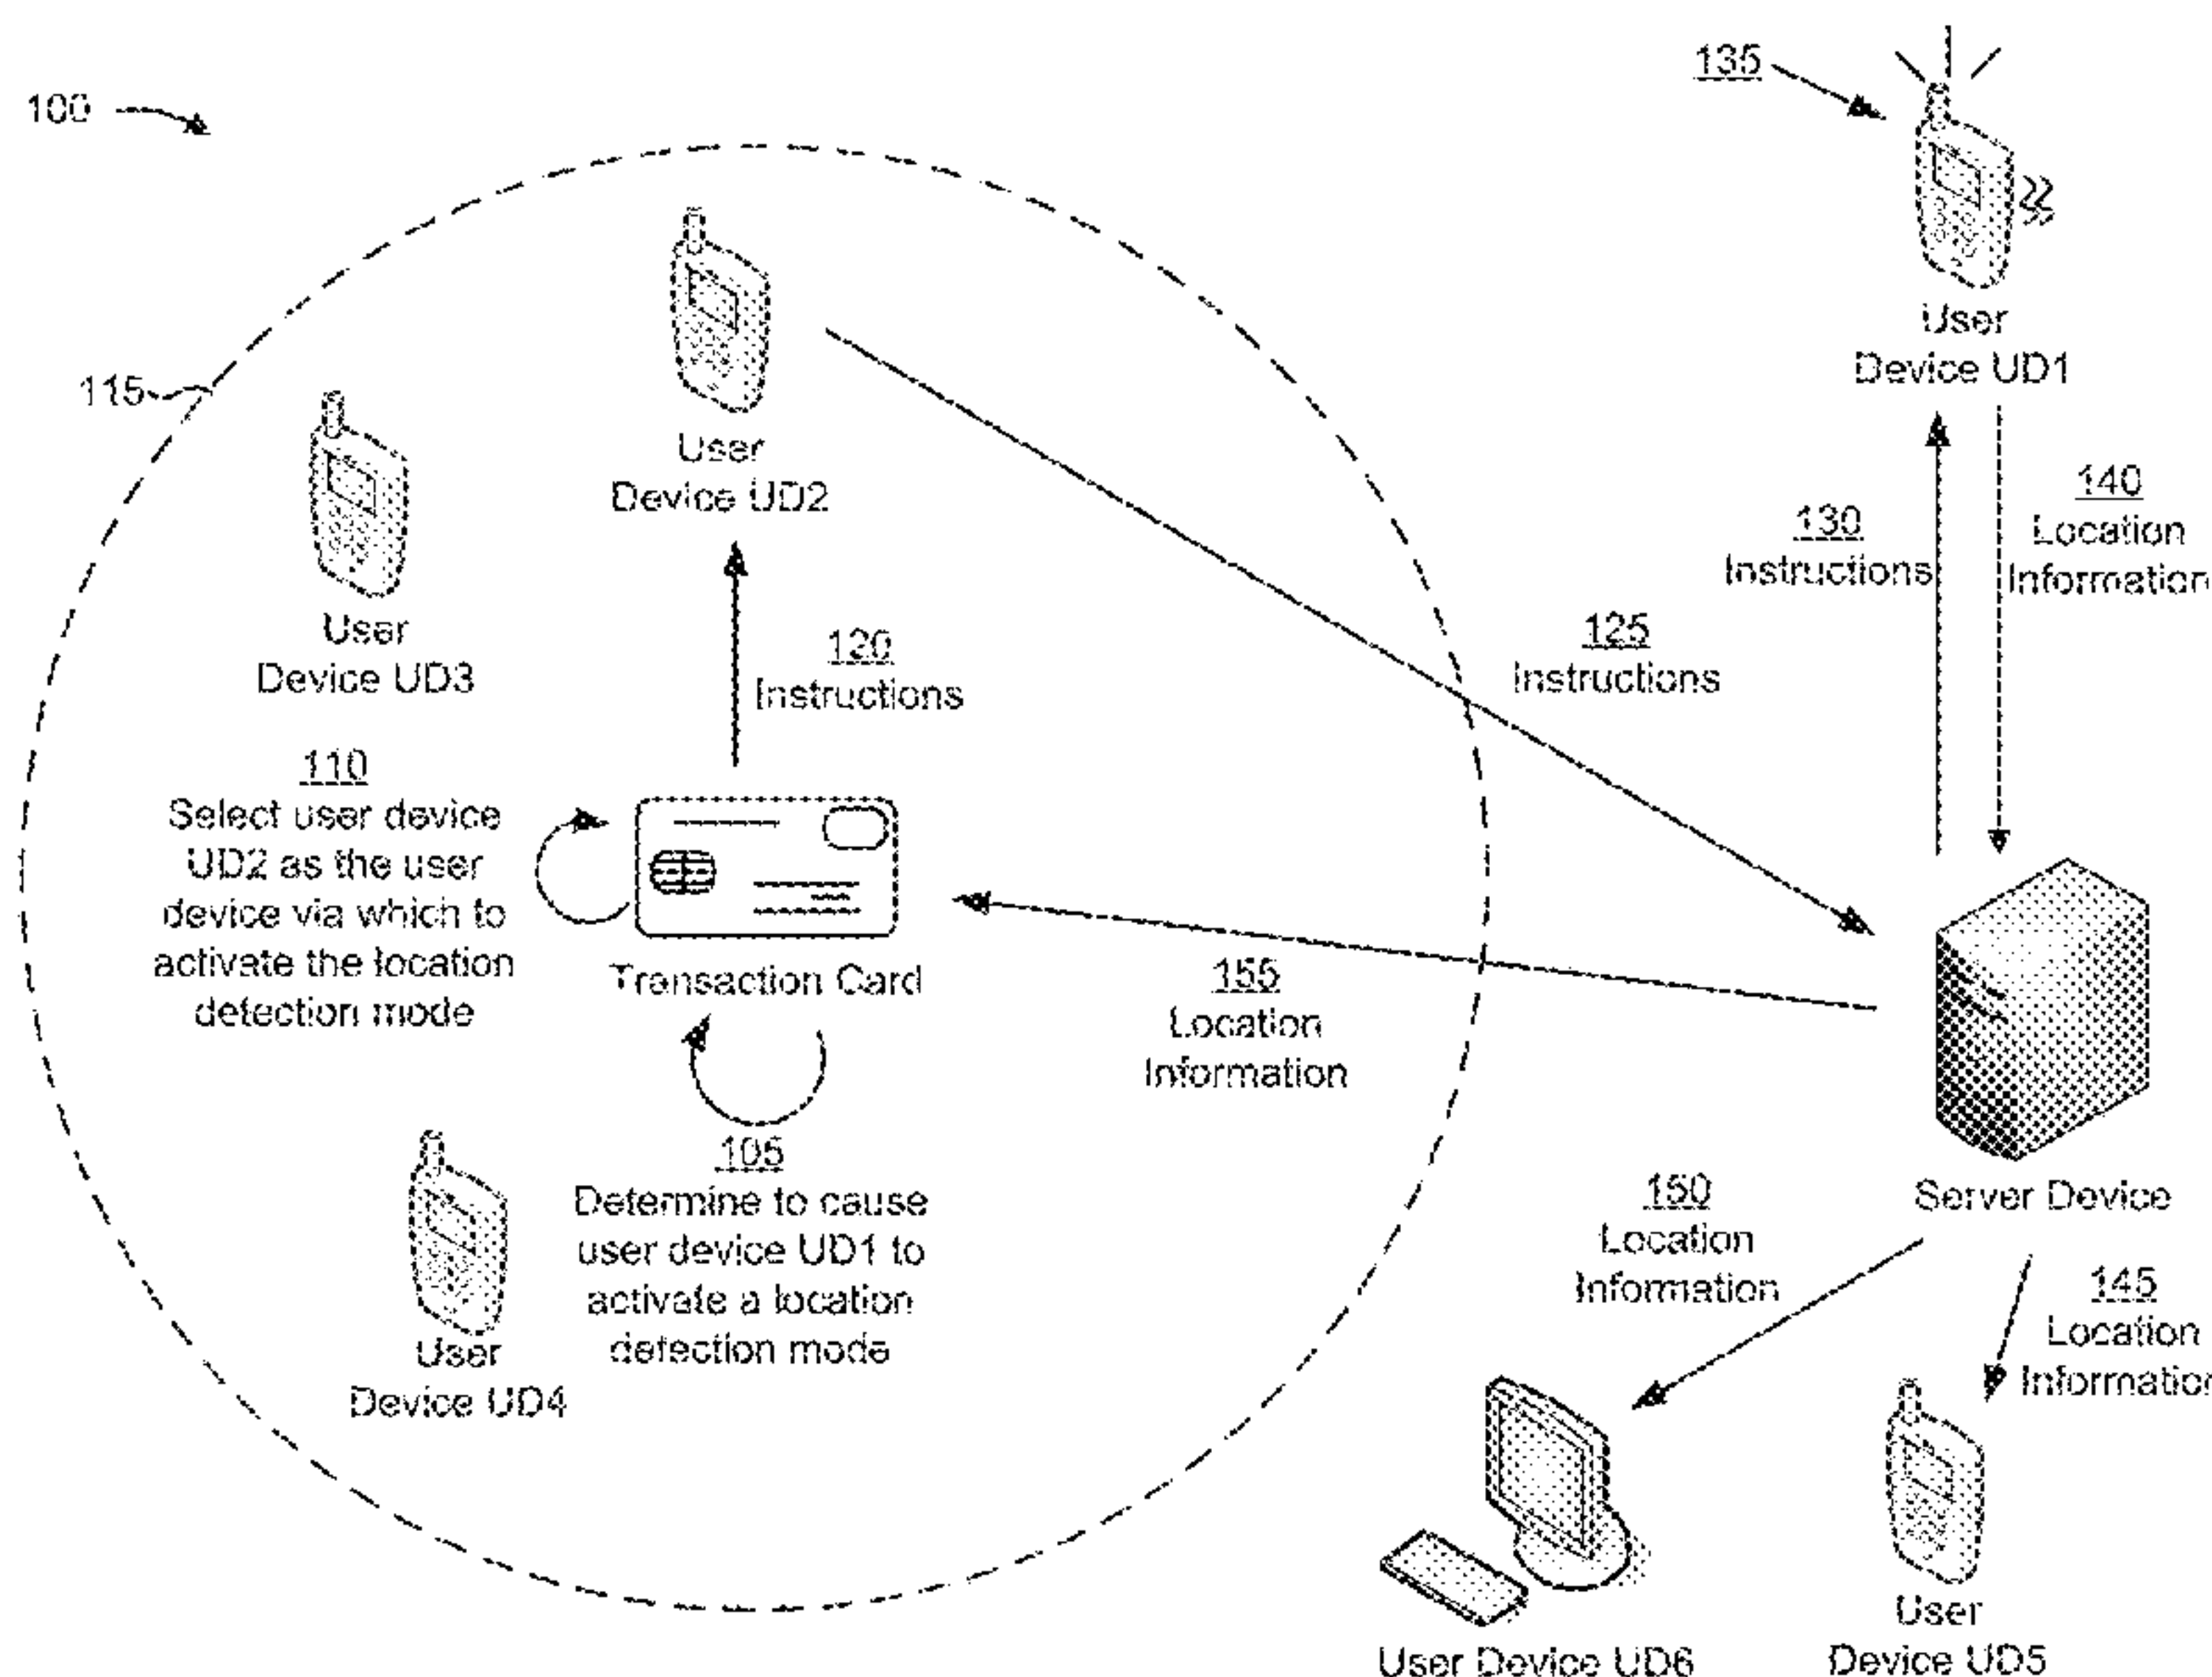 100
135
User
Device UD1
115
User
Device UD2
User
Device UD3
120
Instructions
125
Instructions
130
Instructions
140
Location
Information
110
Select user device
UD2 as the user
device via which to
activate the location
detection mode
Transaction Card
155
Location
Information
105
Determine to cause
user device UD1 to
activate a location
detection mode
User
Device UD4
Server Device
150
Location
Information
145
Location
Information
User Device UD6
User
Device UD5